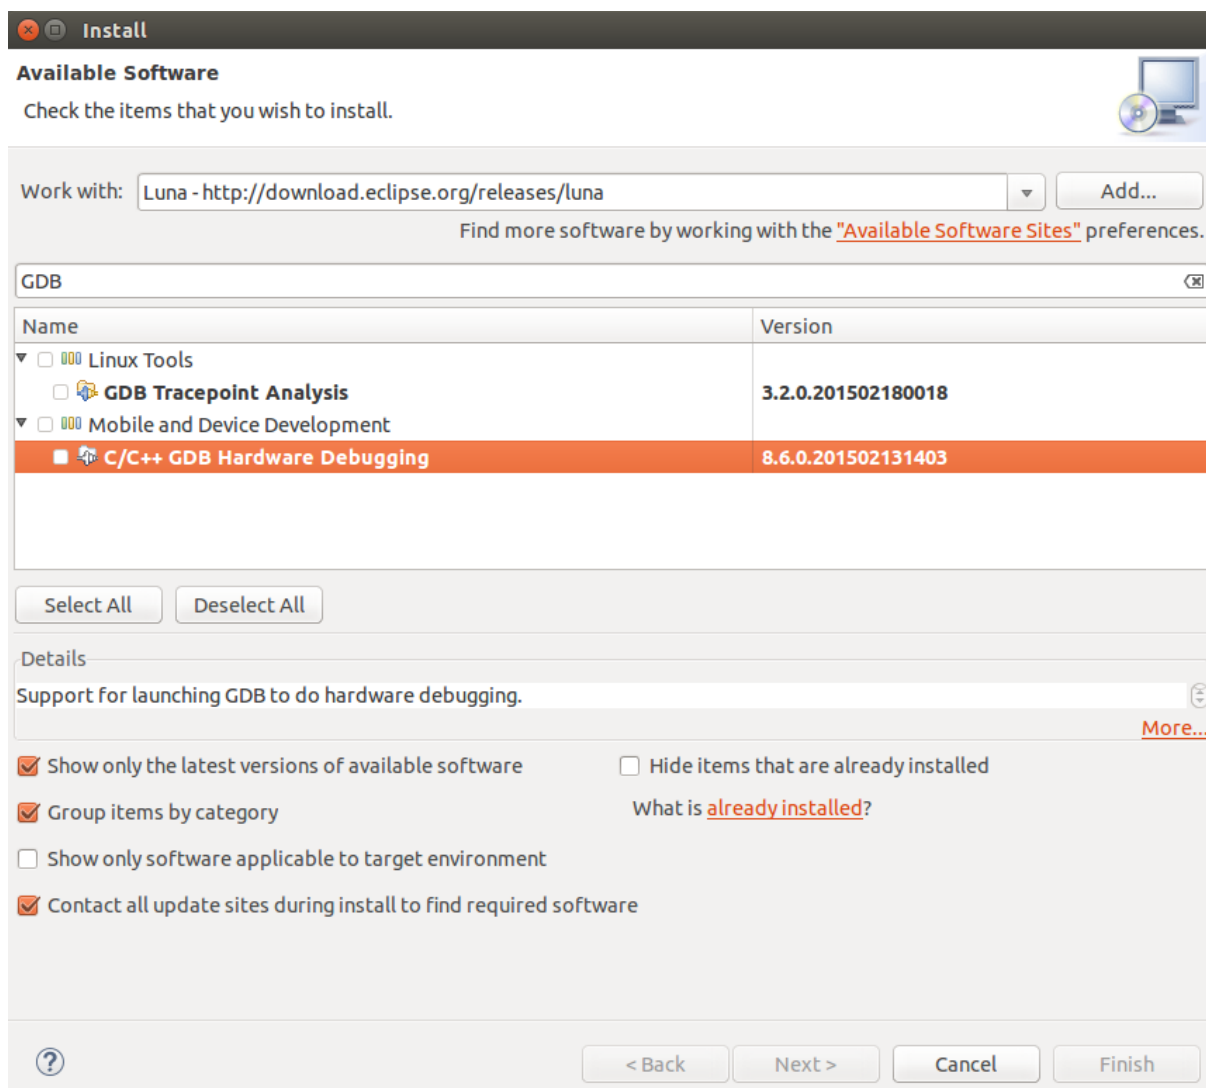 Install
Available Software
Check the items that you wish to install.
Work with: Luna - http://download.eclipse.org/releases/luna Add...
Find more software by working with the "Available Software Sites" preferences.
GDB
Name Version
Linux Tools
GDB Tracepoint Analysis 3.2.0.201502180018
Mobile and Device Development
C/C++ GDB Hardware Debugging 8.6.0.201502131403
Select All Deselect All
Details
Support for launching GDB to do hardware debugging.
More...
Show only the latest versions of available software Hide items that are already installed
Group items by category What is already installed?
Show only software applicable to target environment
Contact all update sites during install to find required software
? < Back Next > Cancel Finish